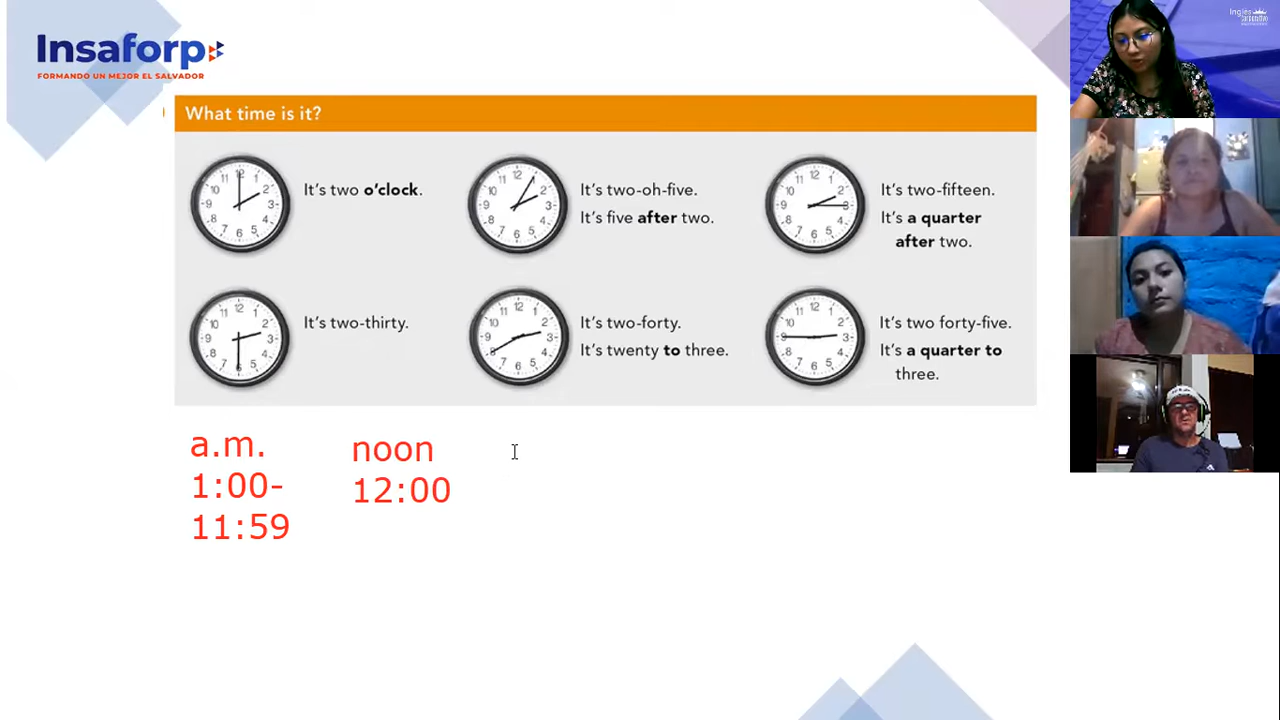 Insaforp
FORMANDO UN MEJOR EL SALVADOR
What time is it?
It's two o'clock.
It's two-oh-five.
It's five after two.
It's two-fifteen.
It's a quarter
after two.
It's two-thirty.
It's two-forty.
It's twenty to three.
It's two forty-five.
It's a quarter to
three.
a.m.
1:00-
11:59
noon
12:00
Inglés